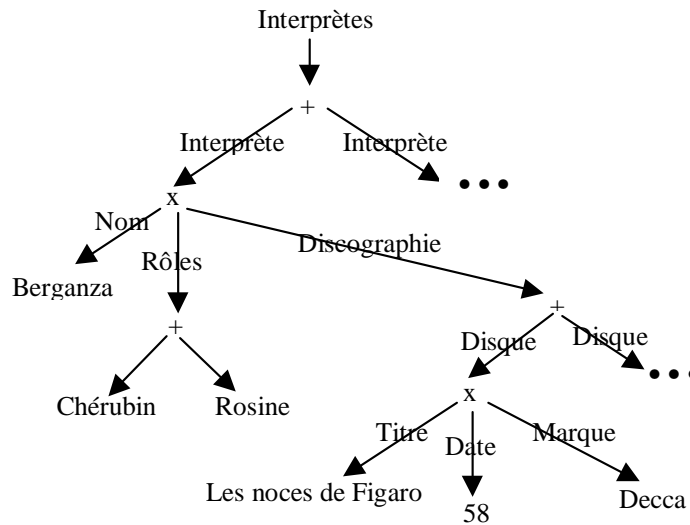 Interprètes
+
Interprète Interprète
...
x
Nom
Discographie
Rôles
Berganza
+
+
Disque Disque
...
Chérubin Rosine
x
Titre Date Marque
Les noces de Figaro
58
Decca